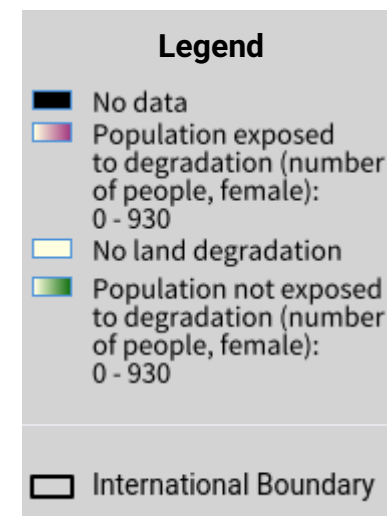 Legend
No data
Population exposed
to degradation (number
of people, female):
0 - 930
No land degradation
Population not exposed
to degradation (number
of people, female):
0 - 930
International Boundary